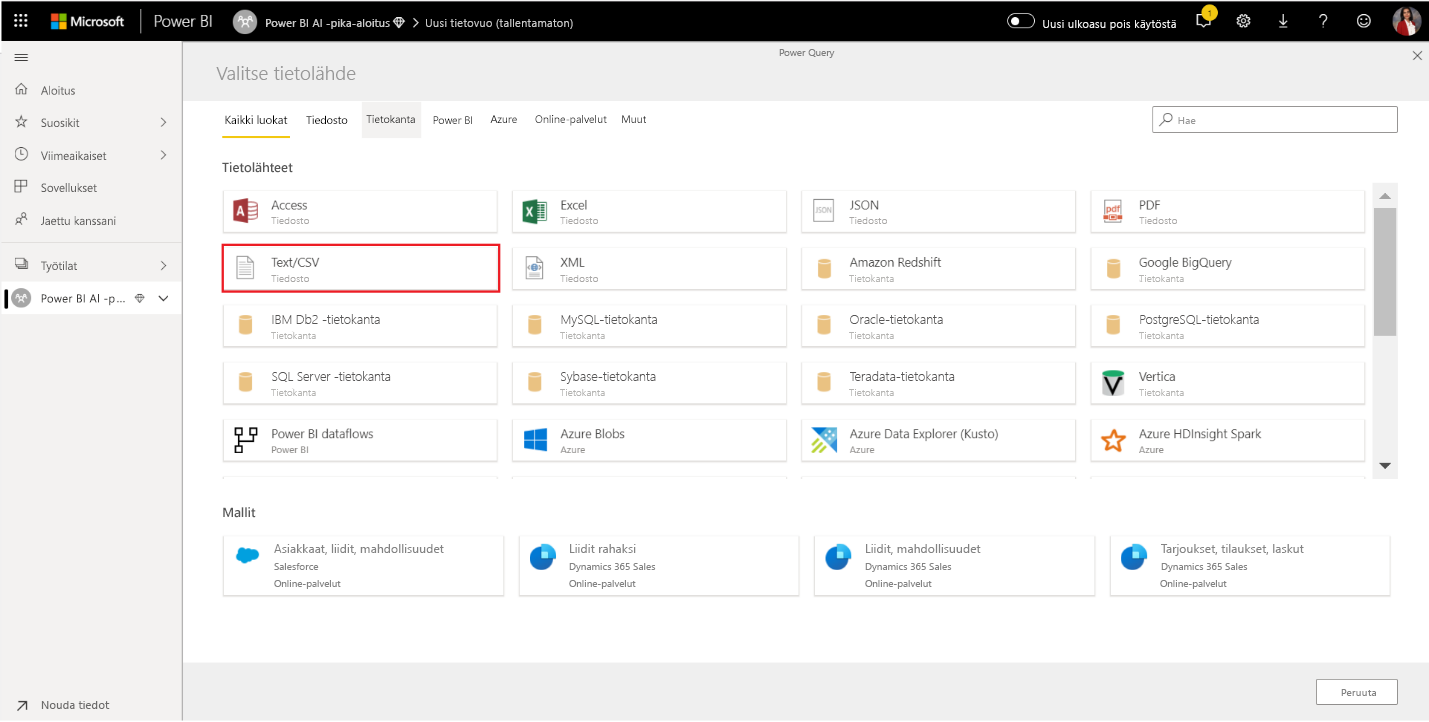 Microsoft Power BI Power BI AI -pika-aloitus > Uusi tietovuo (tallentamaton) Uusi ulkoasu pois käytöstä 1
Power Query
Valitse tietolähde
Aloitus
Suosikit
Viimeaikaiset
Sovellukset
Jaettu kanssani
Työtilat
Power BI AI -p...
Nouda tiedot
Kaikki luokat Tiedosto Tietokanta Power BI Azure Online-palvelut Muut Hae
Tietolähteet
Access
Tiedosto
Excel
Tiedosto
JSON
JSON
Tiedosto
pdf
PDF
Tiedosto
Text/CSV
Tiedosto
XML
Tiedosto
Amazon Redshift
Tietokanta
Google BigQuery
Tietokanta
IBM Db2 -tietokanta
Tietokanta
MySQL-tietokanta
Tietokanta
Oracle-tietokanta
Tietokanta
PostgreSQL-tietokanta
Tietokanta
SQL Server -tietokanta
Tietokanta
Sybase-tietokanta
Tietokanta
Teradata-tietokanta
Tietokanta
Vertica
Tietokanta
Power BI dataflows
Power BI
Azure Blobs
Azure
Azure Data Explorer (Kusto)
Azure
Azure HDInsight Spark
Azure
Mallit
Asiakkaat, liidit, mahdollisuudet
Salesforce
Online-palvelut
Liidit rahaksi
Dynamics 365 Sales
Online-palvelut
Liidit, mahdollisuudet
Dynamics 365 Sales
Online-palvelut
Tarjoukset, tilaukset, laskut
Dynamics 365 Sales
Online-palvelut
Peruuta